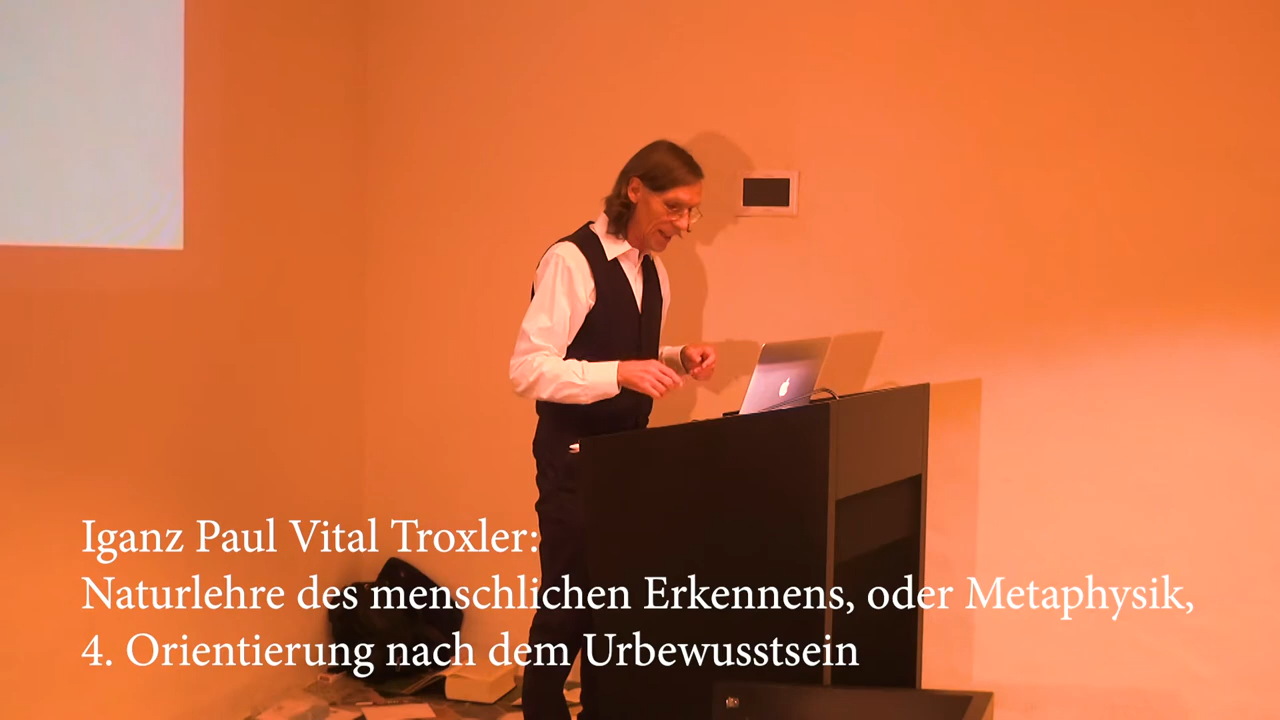 Iganz Paul Vital Troxler:
Naturlehre des menschlichen Erkennens, oder Metaphysik,
4. Orientierung nach dem Urbewusstsein